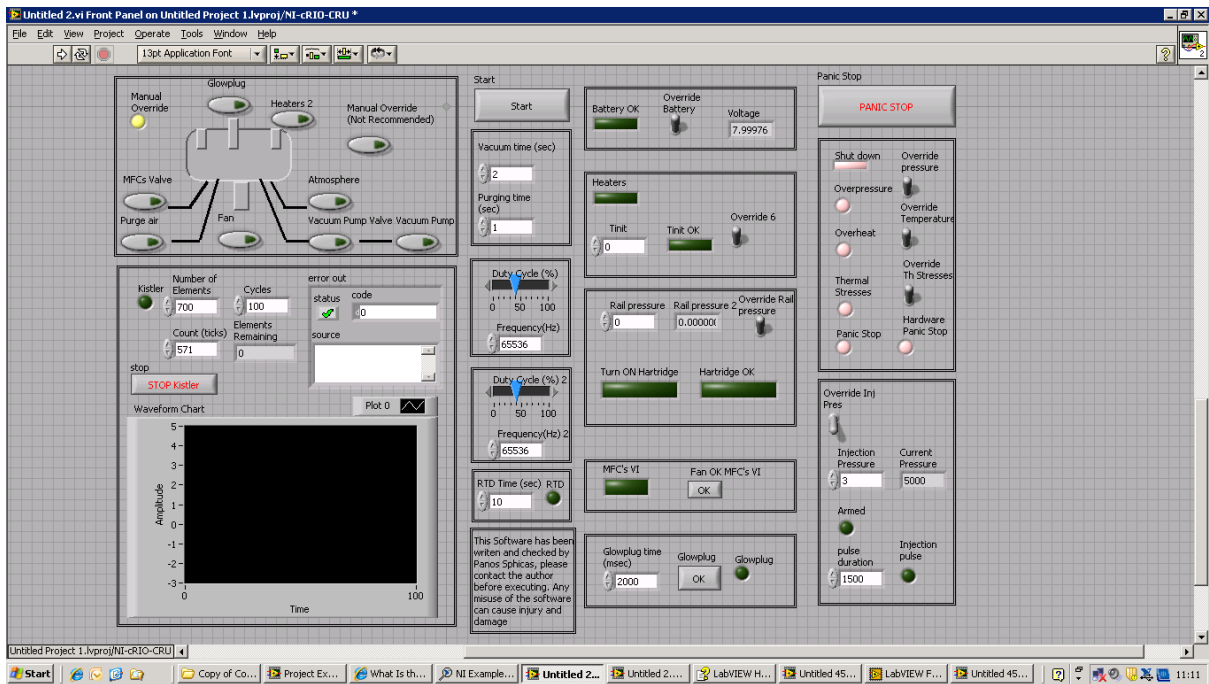 Untitled 2.vi Front Panel on Untitled Project 1.lvproj/NI-cRIO-CRU *
File Edit View Project Operate Tools Window Help
13pt Application Font
2
Glowplug
Manual
Override
Heaters 2
Manual Override
(Not Recommended)
MFCs Valve
Atmosphere
Purge air
Fan
Vacuum Pump Valve
Vacuum Pump
Kistler
Number of
Elements
700
Cycles
100
Count (ticks)
571
Elements
Remaining
0
error out
status
code
0
source
stop
STOP Kistler
Waveform Chart
Plot 0
5
4
3
2
1
0
-1
-2
-3
Amplitude
0
100
Time
Start
Start
Vacuum time (sec)
2
Purging time
(sec)
1
Duty Cycle (%)
0 50 100
Frequency(Hz)
65536
Duty Cycle (%) 2
0 50 100
Frequency(Hz) 2
65536
RTD Time (sec)
RTD
10
This Software has been
writen and checked by
Panos Sphicas, please
contact the author
before executing. Any
misuse of the software
can cause injury and
damage
Battery OK
Override
Battery
Voltage
7.99976
Heaters
Tinit
0
Tinit OK
Override 6
Rail pressure
0
Rail pressure 2
0.00000(
Override Rail
pressure
Turn ON Hartridge
Hartridge OK
MFC's VI
Fan OK MFC's VI
OK
Glowplug time
(msec)
2000
Glowplug
OK
Glowplug
Panic Stop
PANIC STOP
Shut down
Override
pressure
Overpressure
Override
Temperature
Overheat
Override
Th Stresses
Thermal
Stresses
Hardware
Panic Stop
Panic Stop
Override Inj
Pres
Injection
Pressure
3
Current
Pressure
5000
Armed
pulse
duration
1500
Injection
pulse
Untitled Project 1.lvproj/NI-cRIO-CRU
Start
Copy of Co...
Project Ex...
What Is th...
NI Example...
Untitled 2...
Untitled 2....
LabVIEW H...
Untitled 45...
LabVIEW F...
Untitled 45...
11:11